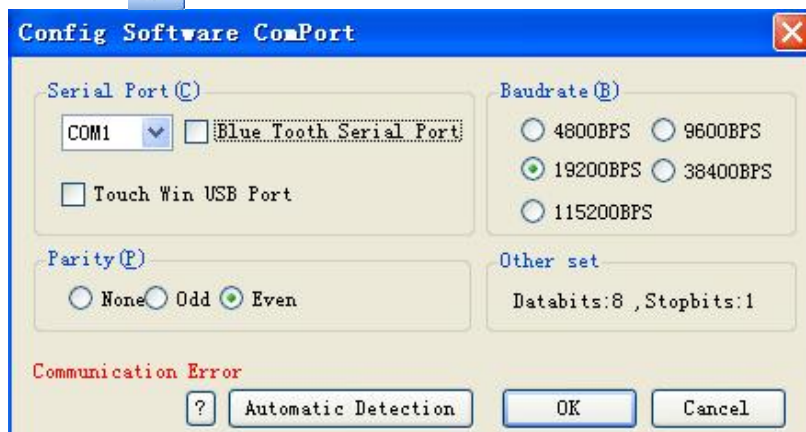 Config Software ComPort
Serial Port(C)
COM1 Blue Tooth Serial Port
Touch Win USB Port
Baudrate(B)
4800BPS 9600BPS
19200BPS 38400BPS
115200BPS
Parity(P)
None Odd Even
Other set
Databits:8 ,Stopbits:1
Communication Error
? Automatic Detection OK Cancel